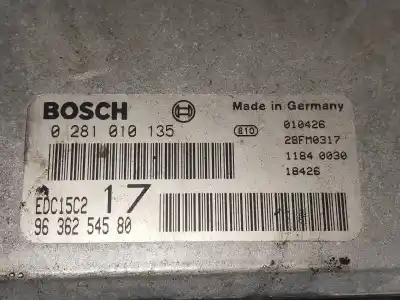 BOSCH
Made in Germany
0 281 010 135
e10
010426
28FM0317
1184 0030
18426
EDC15C2 17
96 362 545 80